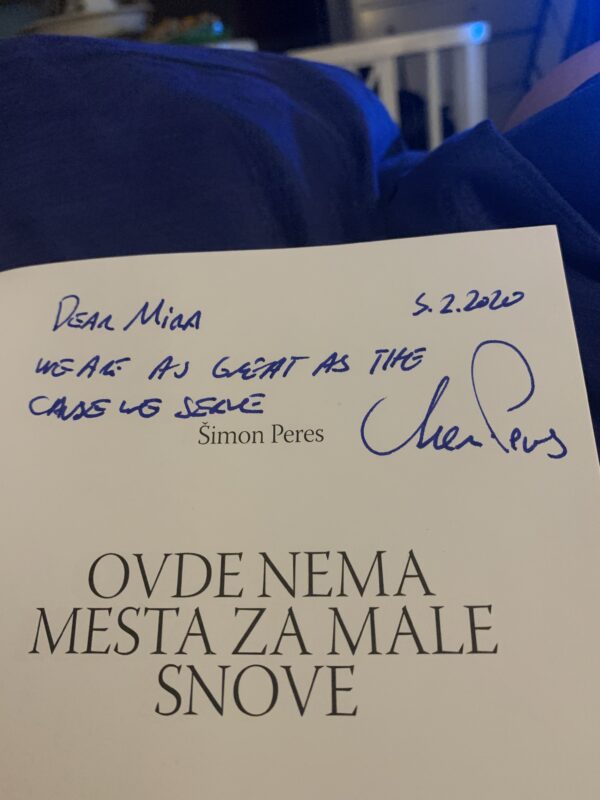 DEAR MIRA
5.2.2020
WE ARE AS GREAT AS THE
CAUSE WE SERVE
Šimon Peres
OVDE NEMA
MESTA ZA MALE
SNOVE